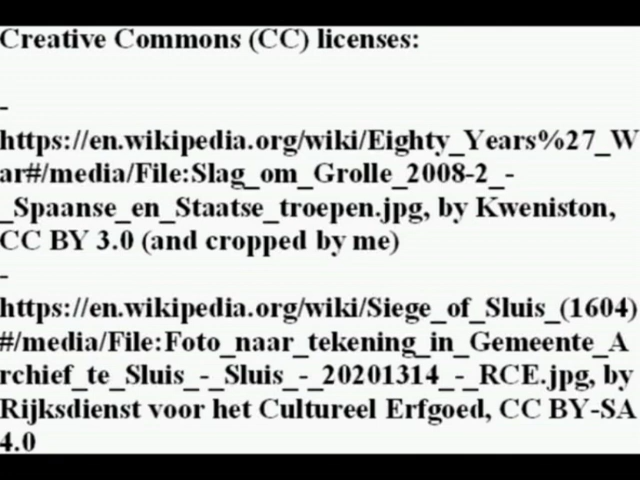 Creative Commons (CC) licenses:
-
https://en.wikipedia.org/wiki/Eighty_Years%27_W
ar#/media/File:Slag_om_Grolle_2008-2_-
_Spaanse_en_Staatse_troepen.jpg, by Kweniston,
CC BY 3.0 (and cropped by me)
-
https://en.wikipedia.org/wiki/Siege_of_Sluis_(1604)
#/media/File:Foto_naar_tekening_in_Gemeente_A
rchief_te_Sluis_-_Sluis_-_20201314_-_RCE.jpg, by
Rijksdienst voor het Cultureel Erfgoed, CC BY-SA
4.0